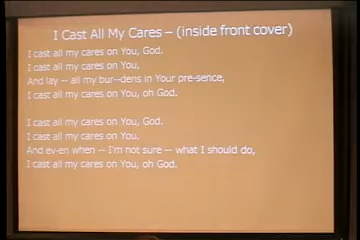 I Cast All My Cares – (inside front cover)
I cast all my cares on You, God.
I cast all my cares on You,
And lay -- all my bur--dens in Your pre-sence,
I cast all my cares on You, oh God.
I cast all my cares on You, God.
I cast all my cares on You.
And ev-en when -- I'm not sure -- what I should do,
I cast all my cares on You, oh God.